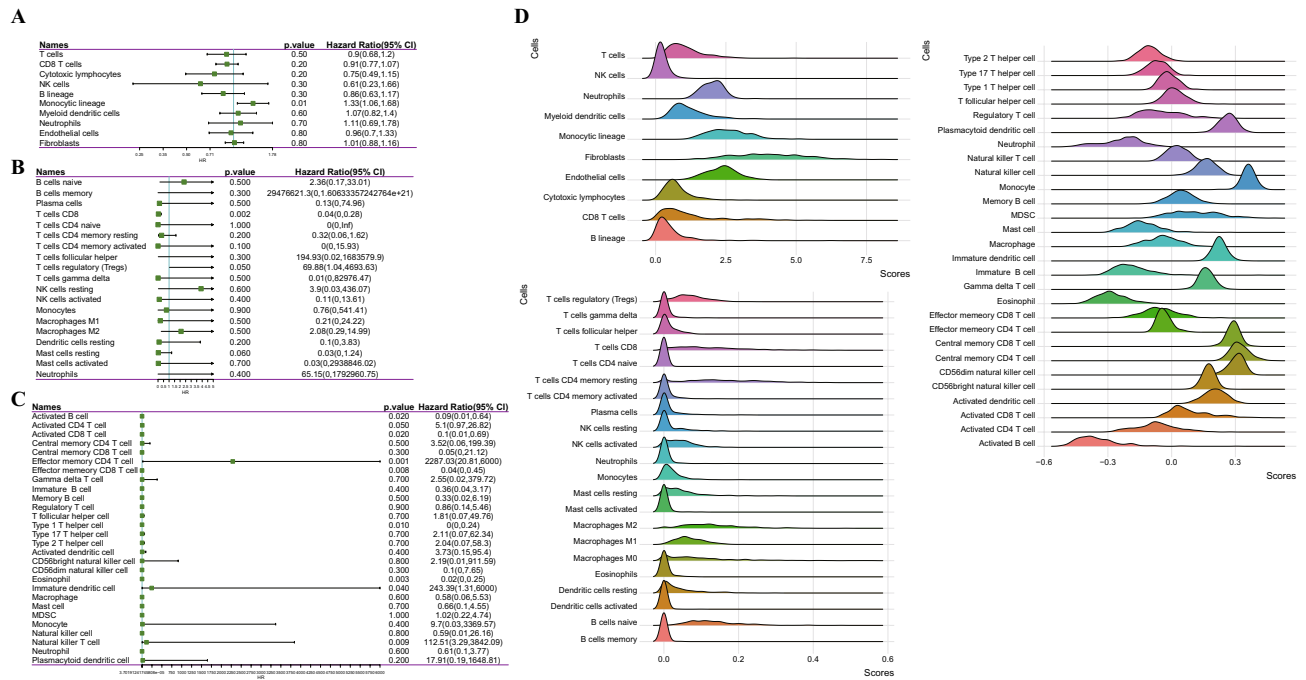 A
Names p.value Hazard Ratio(95% CI)
T cells 0.50 0.9(0.68,1.2)
CD8 T cells 0.20 0.91(0.77,1.07)
Cytotoxic lymphocytes 0.20 0.75(0.49,1.15)
NK cells 0.30 0.61(0.23,1.66)
B lineage 0.30 0.86(0.63,1.17)
Monocytic lineage 0.01 1.33(1.06,1.68)
Myeloid dendritic cells 0.60 1.07(0.82,1.4)
Neutrophils 0.70 1.11(0.69,1.78)
Endothelial cells 0.80 0.96(0.7,1.33)
Fibroblasts 0.80 1.01(0.88,1.16)
0.25 0.35 0.50 0.71 1.78
HR
B
Names p.value Hazard Ratio(95% CI)
B cells naive 0.500 2.36(0.17,33.01)
B cells memory 0.300 29476621.3(0,1.60633357242764e+21)
Plasma cells 0.500 0.13(0,74.96)
T cells CD8 0.002 0.04(0,0.28)
T cells CD4 naive 1.000 0(0,Inf)
T cells CD4 memory resting 0.200 0.32(0.06,1.62)
T cells CD4 memory activated 0.100 0(0,15.93)
T cells follicular helper 0.300 194.93(0.02,1683579.9)
T cells regulatory (Tregs) 0.050 69.88(1.04,4693.63)
T cells gamma delta 0.500 0.01(0,82976.47)
NK cells resting 0.600 3.9(0.03,436.07)
NK cells activated 0.400 0.11(0,13.61)
Monocytes 0.900 0.76(0,541.41)
Macrophages M1 0.500 0.21(0,24.22)
Macrophages M2 0.500 2.08(0.29,14.99)
Dendritic cells resting 0.200 0.1(0,3.83)
Mast cells resting 0.060 0.03(0,1.24)
Mast cells activated 0.700 0.03(0,2938846.02)
Neutrophils 0.400 65.15(0,1792960.75)
HR
C
Names p.value Hazard Ratio(95% CI)
Activated B cell 0.020 0.09(0.01,0.64)
Activated CD4 T cell 0.050 5.1(0.97,26.82)
Activated CD8 T cell 0.020 0.1(0.01,0.69)
Central memory CD4 T cell 0.500 3.52(0.06,199.39)
Central memory CD8 T cell 0.300 0.05(0,21.12)
Effector memeory CD4 T cell 0.001 2287.03(20.81,6000)
Effector memeory CD8 T cell 0.008 0.04(0,0.45)
Gamma delta T cell 0.700 2.55(0.02,379.72)
Immature B cell 0.400 0.36(0.04,3.17)
Memory B cell 0.500 0.33(0.02,6.19)
Regulatory T cell 0.900 0.86(0.14,5.46)
T follicular helper cell 0.700 1.81(0.07,49.76)
Type 1 T helper cell 0.010 0(0,0.24)
Type 17 T helper cell 0.700 2.11(0.07,62.34)
Type 2 T helper cell 0.700 2.04(0.07,58.3)
Activated dendritic cell 0.400 3.73(0.15,95.4)
CD56bright natural killer cell 0.800 2.19(0.01,911.59)
CD56dim natural killer cell 0.300 0.1(0,7.65)
Eosinophil 0.003 0.02(0,0.25)
Immature dendritic cell 0.040 243.39(1.31,6000)
Macrophage 0.600 0.58(0.06,5.53)
Mast cell 0.700 0.66(0.1,4.55)
MDSC 1.000 1.02(0.22,4.74)
Monocyte 0.400 9.7(0.03,3369.57)
Natural killer cell 0.800 0.59(0.01,26.16)
Natural killer T cell 0.009 112.51(3.29,3842.09)
Neutrophil 0.600 0.61(0.1,3.77)
Plasmacytoid dendritic cell 0.200 17.91(0.19,1648.81)
HR
D
Cells
T cells
NK cells
Neutrophils
Myeloid dendritic cells
Monocytic lineage
Fibroblasts
Endothelial cells
Cytotoxic lymphocytes
CD8 T cells
B lineage
0.0 2.5 5.0 7.5
Scores
Cells
T cells regulatory (Tregs)
T cells gamma delta
T cells follicular helper
T cells CD8
T cells CD4 naive
T cells CD4 memory resting
T cells CD4 memory activated
Plasma cells
NK cells resting
NK cells activated
Neutrophils
Monocytes
Mast cells resting
Mast cells activated
Macrophages M2
Macrophages M1
Macrophages M0
Eosinophils
Dendritic cells resting
Dendritic cells activated
B cells naive
B cells memory
0.0 0.2 0.4 0.6
Scores
Cells
Type 2 T helper cell
Type 17 T helper cell
Type 1 T helper cell
T follicular helper cell
Regulatory T cell
Plasmacytoid dendritic cell
Neutrophil
Natural killer T cell
Natural killer cell
Monocyte
Memory B cell
MDSC
Mast cell
Macrophage
Immature dendritic cell
Immature B cell
Gamma delta T cell
Eosinophil
Effector memeory CD8 T cell
Effector memeory CD4 T cell
Central memory CD8 T cell
Central memory CD4 T cell
CD56dim natural killer cell
CD56bright natural killer cell
Activated dendritic cell
Activated CD8 T cell
Activated CD4 T cell
Activated B cell
−0.6 −0.3 0.0 0.3
Scores